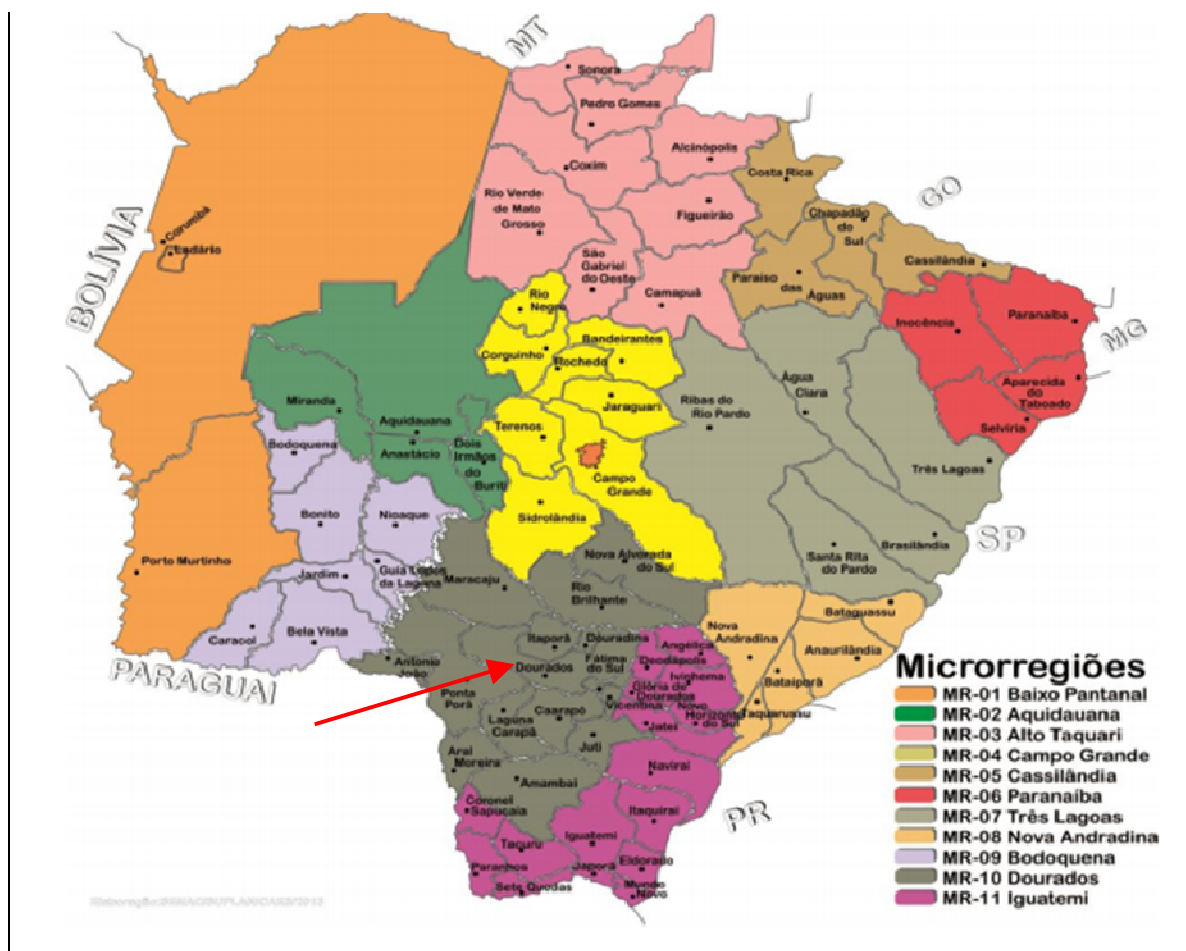 MT
Sonora
Pedro Gomes
Alcinópolis
Coxim
Costa Rica
GO
Rio Verde
de Mato
Grosso
Figueirão
Chapadão
do
Sul
BOLÍVIA
Corumbá
Ladário
São
Gabriel
do Oeste
Cassilândia
Paraíso
das
Águas
Camapuã
Rio
Negro
Paranaíba
Inocência
MG
Bandeirantes
Corguinho
Rochedo
Água
Clara
Aparecida
do
Taboado
Miranda
Jaraguari
Ribas do
Rio Pardo
Aquidauana
Terenos
Selvíria
Bodoquena
Anastácio
Dois
Irmãos
do
Buriti
Campo
Grande
Três Lagoas
Bonito
Nioaque
Sidrolândia
SP
Brasilândia
Porto Murtinho
Nova Alvorada
do Sul
Santa Rita
do Pardo
Jardim
Guia Lopes
da Laguna
Maracaju
Rio
Brilhante
Bataguassu
Caracol
Bela Vista
Nova
Andradina
Itaporã
Douradina
Angélica
Anaurilândia
PARAGUAI
Antonio
João
Dourados
Fátima
do Sul
Deodápolis
Ivinhema
Bataiporã
Glória de
Dourados
Ponta
Porã
Vicentina
Novo
Horizonte
do Sul
Taquarussu
Laguna
Carapã
Caarapó
Jateí
Juti
Aral
Moreira
Naviraí
Amambai
Coronel
Sapucaia
Itaquiraí
PR
Iguatemi
Tacuru
Eldorado
Paranhos
Japorã
Sete Quedas
Mundo
Novo
Microrregiões
MR-01 Baixo Pantanal
MR-02 Aquidauana
MR-03 Alto Taquari
MR-04 Campo Grande
MR-05 Cassilândia
MR-06 Paranaíba
MR-07 Três Lagoas
MR-08 Nova Andradina
MR-09 Bodoquena
MR-10 Dourados
MR-11 Iguatemi